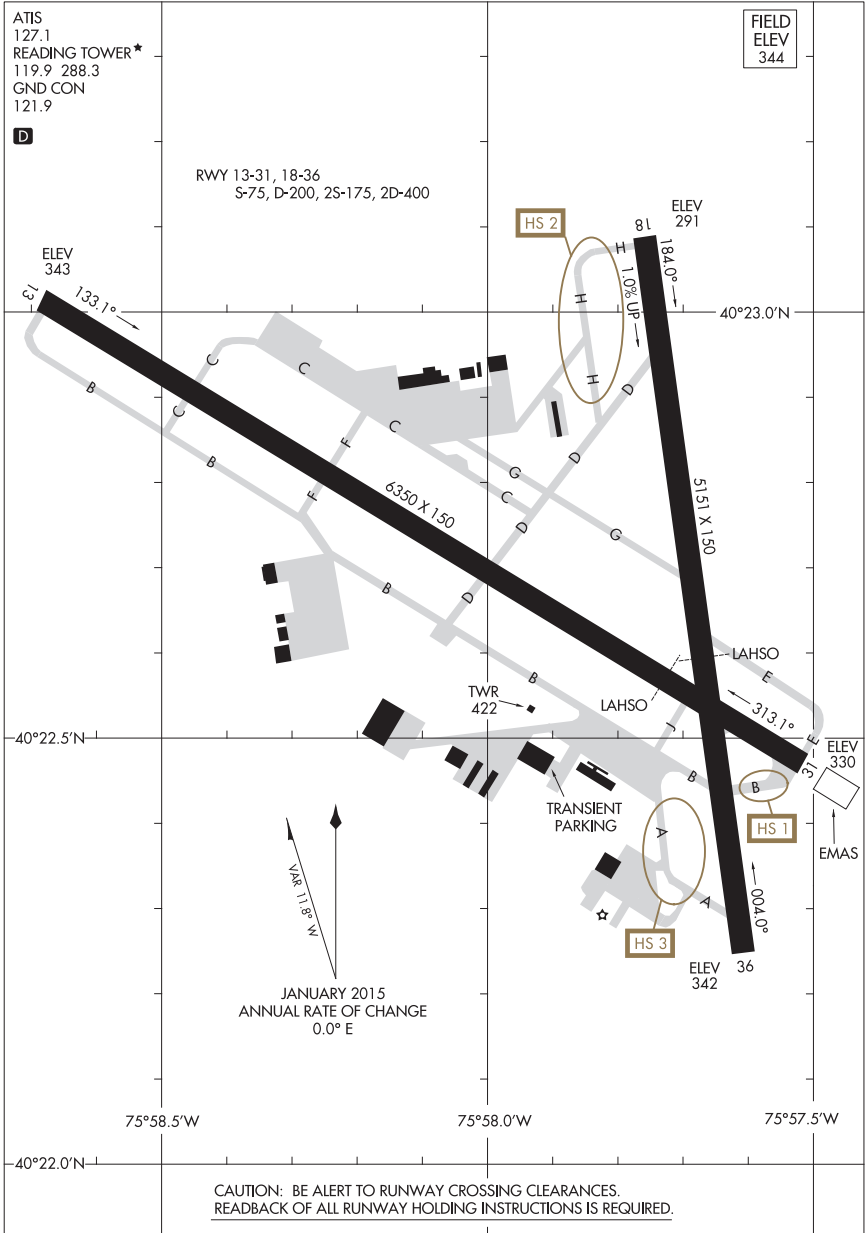 ATIS
127.1
READING TOWER★
119.9 288.3
GND CON
121.9
D
FIELD
ELEV
344
RWY 13-31, 18-36
S-75, D-200, 2S-175, 2D-400
HS 2
ELEV
291
18
184.0°
1.0% UP
H
H
H
ELEV
343
13
133.1°
40°23.0'N
C
C
C
C
C
B
B
B
B
B
B
F
F
D
D
D
D
G
G
6350 X 150
5151 X 150
LAHSO
LAHSO
E
E
J
313.1°
31
ELEV
330
TWR
422
40°22.5'N
TRANSIENT
PARKING
HS 1
EMAS
A
A
HS 3
004.0°
36
ELEV
342
VAR 11.8° W
JANUARY 2015
ANNUAL RATE OF CHANGE
0.0° E
75°58.5'W
75°58.0'W
75°57.5'W
40°22.0'N
CAUTION: BE ALERT TO RUNWAY CROSSING CLEARANCES.
READBACK OF ALL RUNWAY HOLDING INSTRUCTIONS IS REQUIRED.